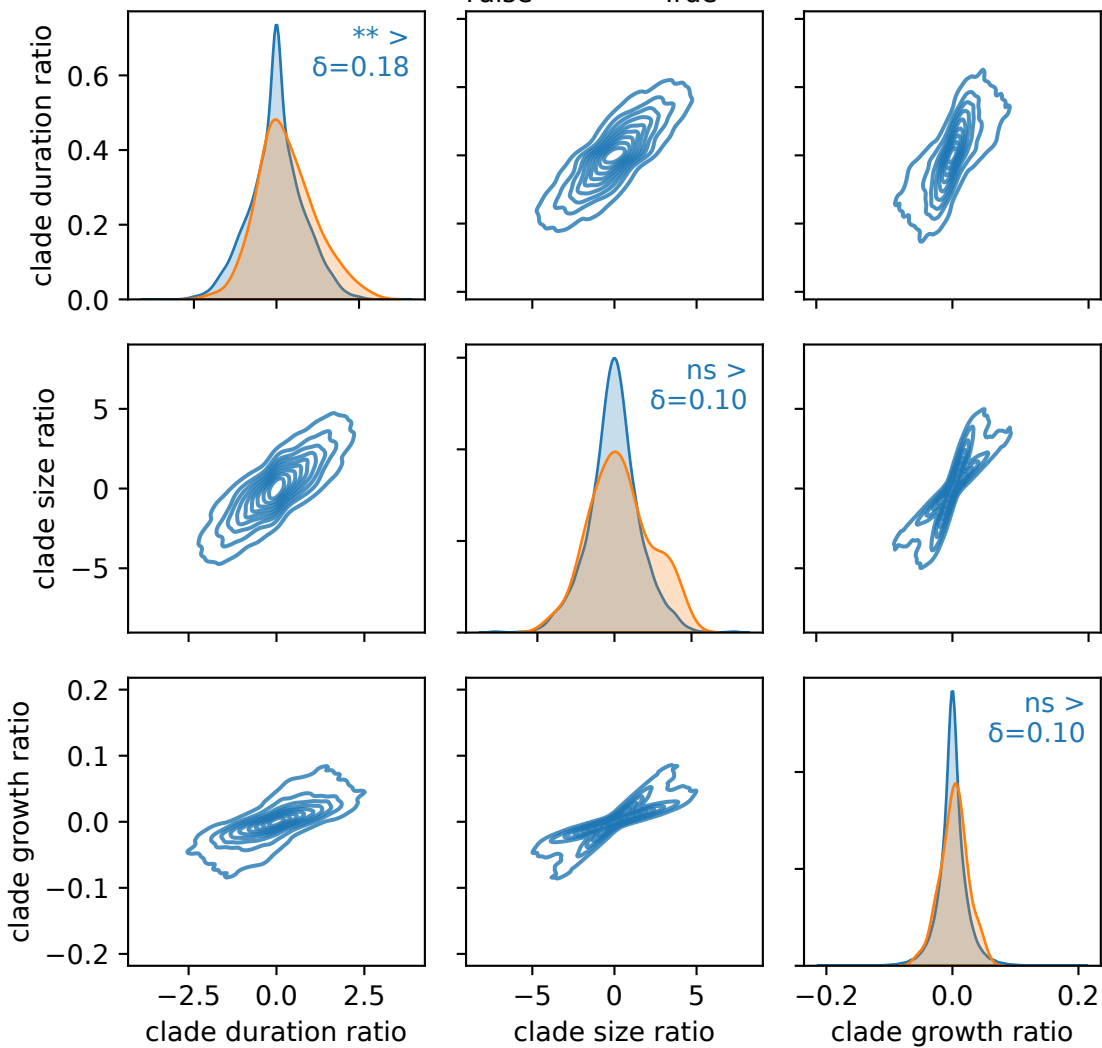 False True
clade duration ratio
0.6
0.4
0.2
0.0
** >
δ=0.18
clade size ratio
5
0
−5
ns >
δ=0.10
clade growth ratio
0.2
0.1
0.0
−0.1
−0.2
ns >
δ=0.10
−2.5 0.0 2.5
−5 0 5
−0.2 0.0 0.2
clade duration ratio
clade size ratio
clade growth ratio